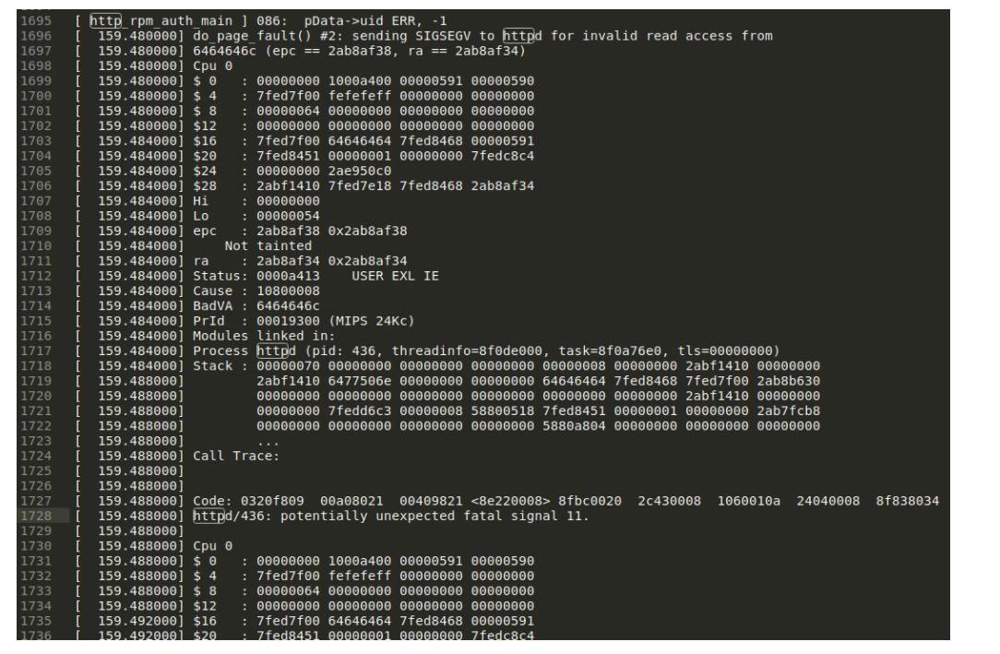 1695 [ http_rpm_auth_main ] 086:  pData->uid ERR, -1
1696 [  159.480000] do_page_fault() #2: sending SIGSEGV to httpd for invalid read access from
1697 [  159.480000] 6464646c (epc == 2ab8af38, ra == 2ab8af34)
1698 [  159.480000] Cpu 0
1699 [  159.480000] $ 0   : 00000000 1000a400 00000591 00000590
1700 [  159.480000] $ 4   : 7fed7f00 fefefeff 00000000 00000000
1701 [  159.480000] $ 8   : 00000064 00000000 00000000 00000000
1702 [  159.480000] $12   : 00000000 00000000 00000000 00000000
1703 [  159.484000] $16   : 7fed7f00 64646464 7fed8468 00000591
1704 [  159.484000] $20   : 7fed8451 00000001 00000000 7fedc8c4
1705 [  159.484000] $24   : 00000000 2ae950c0
1706 [  159.484000] $28   : 2abf1410 7fed7e18 7fed8468 2ab8af34
1707 [  159.484000] Hi    : 00000000
1708 [  159.484000] Lo    : 00000054
1709 [  159.484000] epc   : 2ab8af38 0x2ab8af38
1710 [  159.484000]     Not tainted
1711 [  159.484000] ra    : 2ab8af34 0x2ab8af34
1712 [  159.484000] Status: 0000a413    USER EXL IE
1713 [  159.484000] Cause : 10800008
1714 [  159.484000] BadVA : 6464646c
1715 [  159.484000] PrId  : 00019300 (MIPS 24Kc)
1716 [  159.484000] Modules linked in:
1717 [  159.484000] Process httpd (pid: 436, threadinfo=8f0de000, task=8f0a76e0, tls=00000000)
1718 [  159.484000] Stack : 00000070 00000000 00000000 00000000 00000008 00000000 2abf1410 00000000
1719 [  159.488000]         2abf1410 6477506e 00000000 00000000 64646464 7fed8468 7fed7f00 2ab8b630
1720 [  159.488000]         00000000 00000000 00000000 00000000 00000000 00000000 2abf1410 00000000
1721 [  159.488000]         00000000 7fedd6c3 00000008 58800518 7fed8451 00000001 00000000 2ab7fcb8
1722 [  159.488000]         00000000 00000000 00000000 00000000 5880a804 00000000 00000000 00000000
1723 [  159.488000]         ...
1724 [  159.488000] Call Trace:
1725 [  159.488000]
1726 [  159.488000]
1727 [  159.488000] Code: 0320f809  00a08021  00409821 <8e220008> 8fbc0020  2c430008  1060010a  24040008  8f838034
1728 [  159.488000] httpd/436: potentially unexpected fatal signal 11.
1729 [  159.488000]
1730 [  159.488000] Cpu 0
1731 [  159.488000] $ 0   : 00000000 1000a400 00000591 00000590
1732 [  159.488000] $ 4   : 7fed7f00 fefefeff 00000000 00000000
1733 [  159.488000] $ 8   : 00000064 00000000 00000000 00000000
1734 [  159.488000] $12   : 00000000 00000000 00000000 00000000
1735 [  159.492000] $16   : 7fed7f00 64646464 7fed8468 00000591
1736 [  159.492000] $20   : 7fed8451 00000001 00000000 7fedc8c4